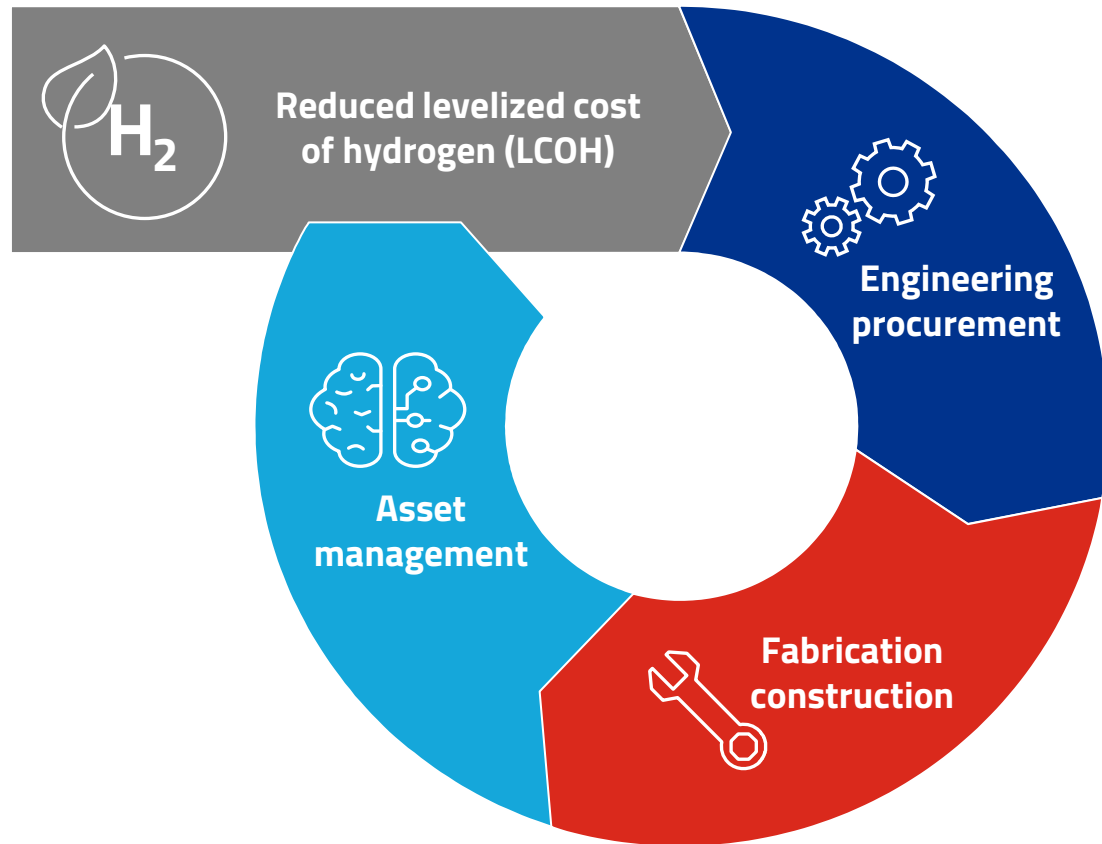 H2
Reduced levelized cost
of hydrogen (LCOH)
Engineering
procurement
Asset
management
Fabrication
construction